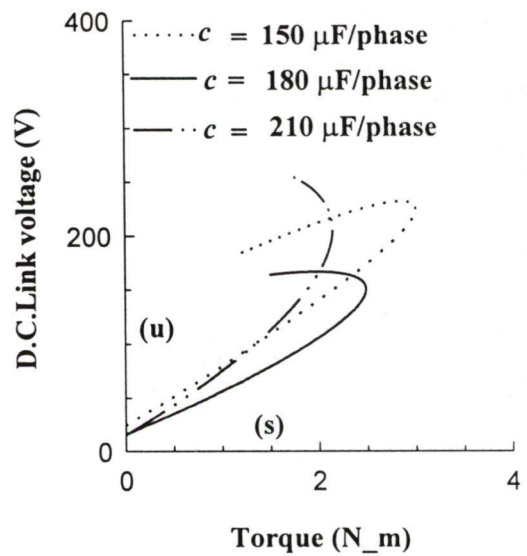 400
c = 150 µF/phase
c = 180 µF/phase
c = 210 µF/phase
D.C.Link voltage (V)
200
(u)
(s)
0
0
2
4
Torque (N_m)